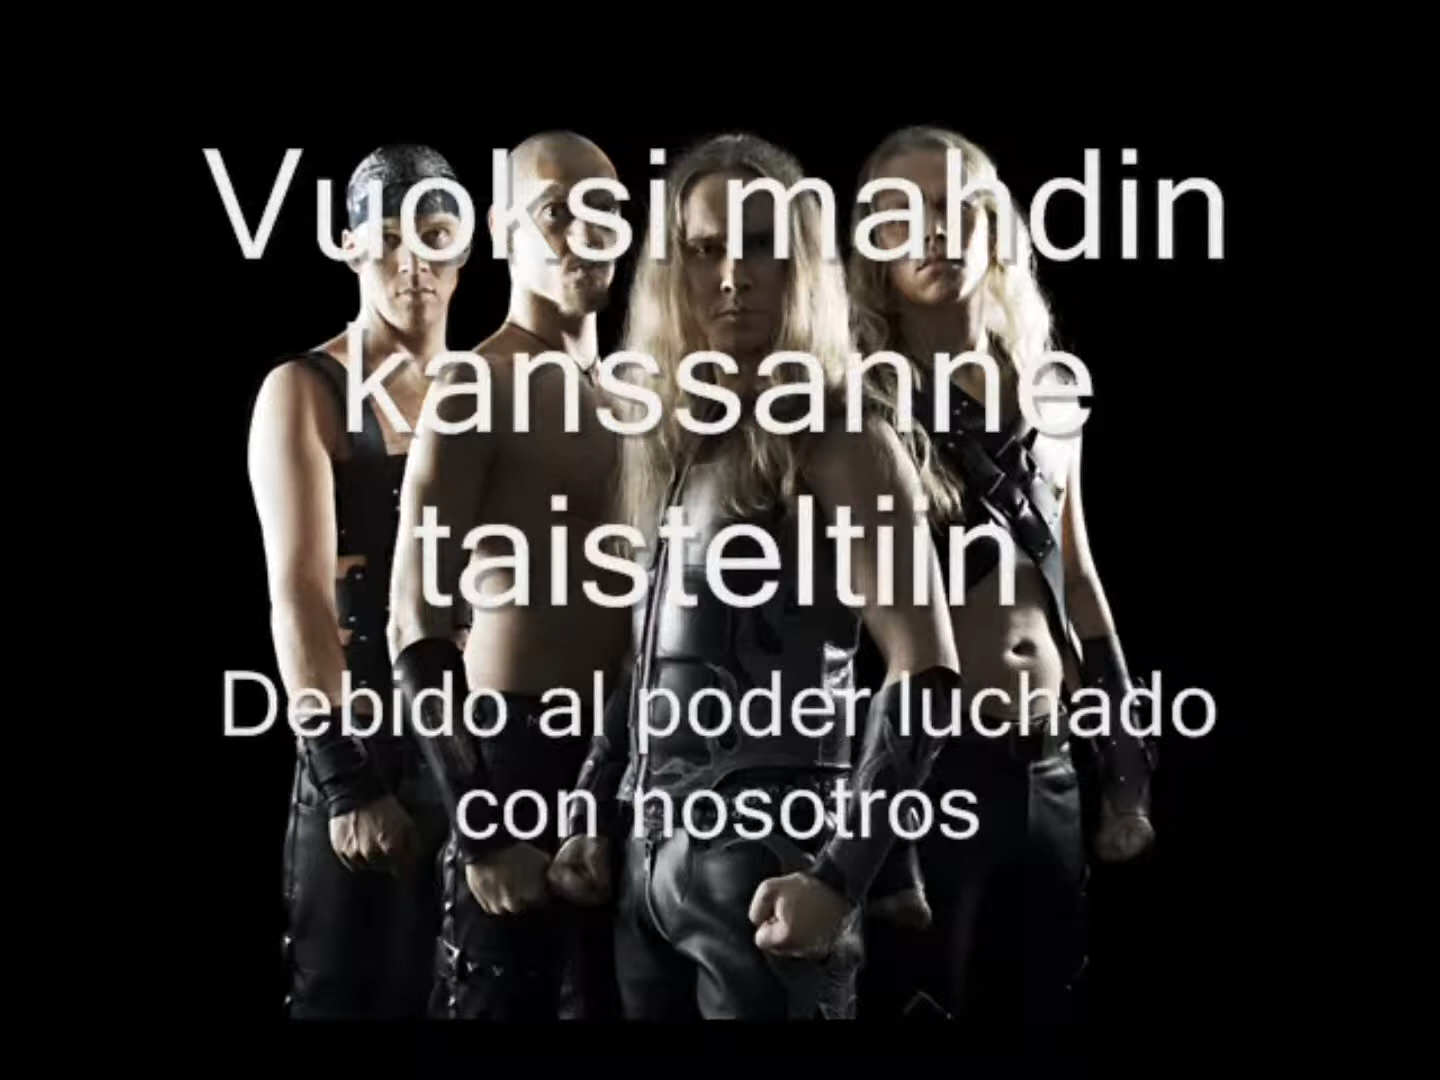 Vuoksi mahdin
kanssanne
taisteltiin
Debido al poder luchado
con nosotros